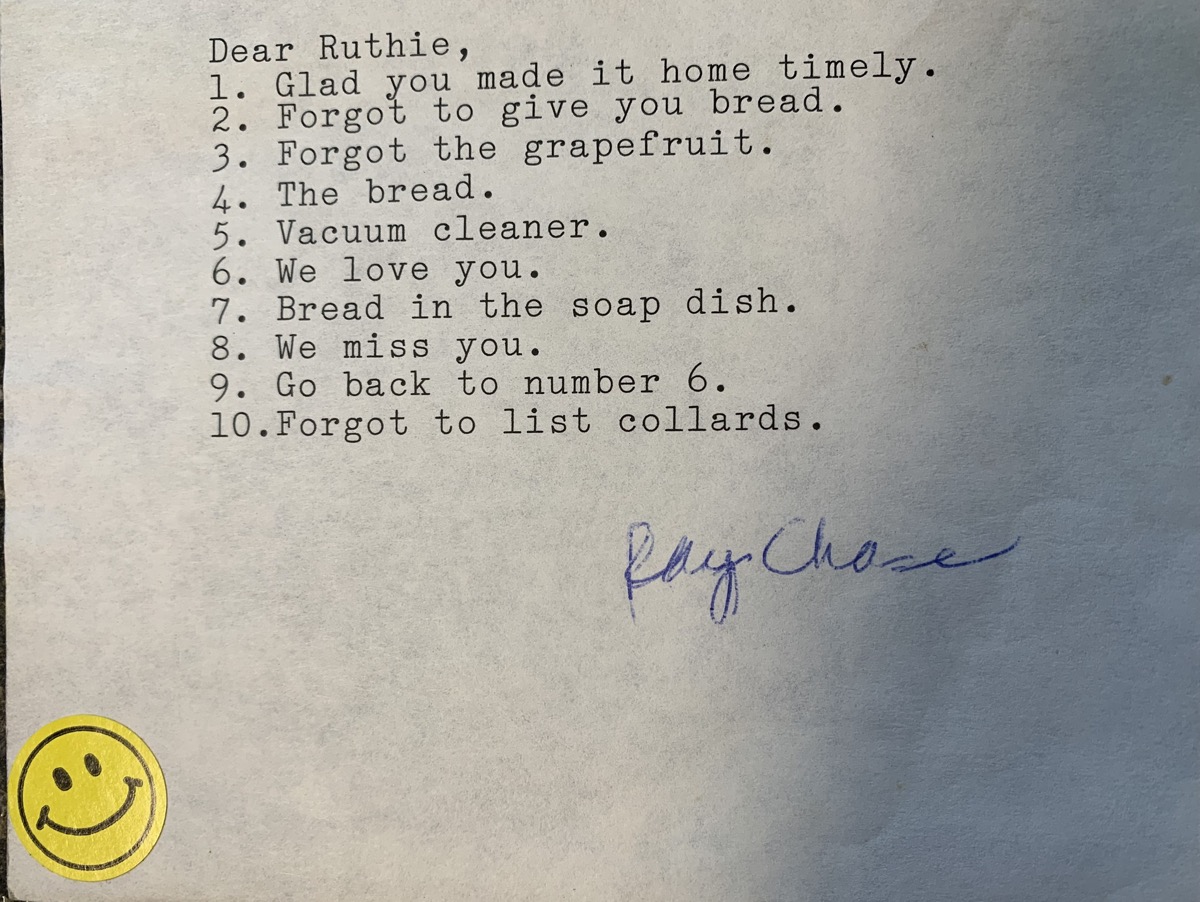 Dear Ruthie,
1. Glad you made it home timely.
2. Forgot to give you bread.
3. Forgot the grapefruit.
4. The bread.
5. Vacuum cleaner.
6. We love you.
7. Bread in the soap dish.
8. We miss you.
9. Go back to number 6.
10.Forgot to list collards.
Ray Chase